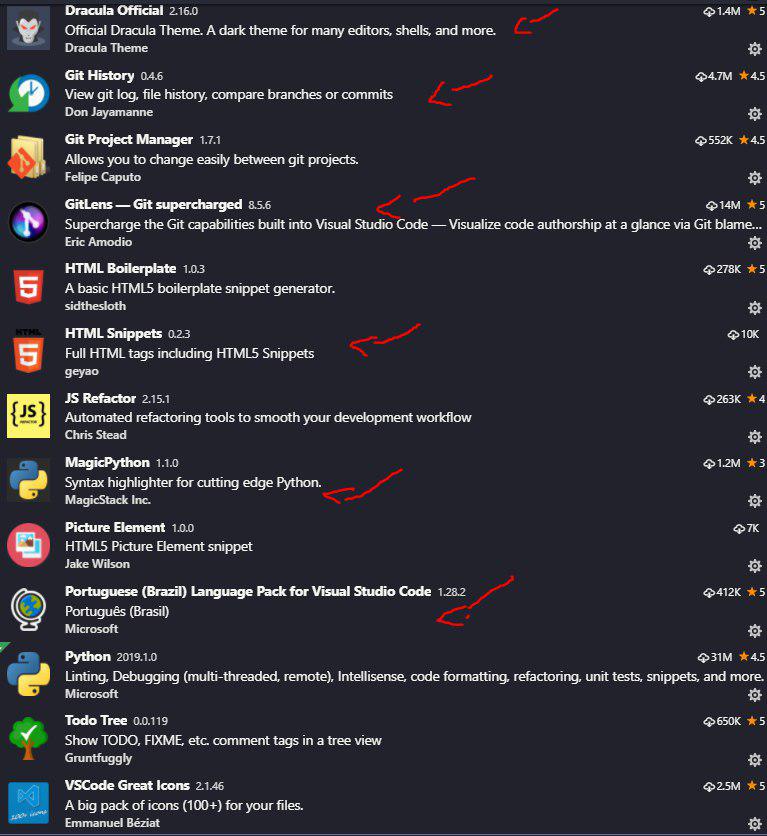 Dracula Official 2.16.0 1.4M 5
Official Dracula Theme. A dark theme for many editors, shells, and more.
Dracula Theme
Git History 0.4.6 4.7M 4.5
View git log, file history, compare branches or commits
Don Jayamanne
Git Project Manager 1.7.1 552K 4.5
Allows you to change easily between git projects.
Felipe Caputo
GitLens — Git supercharged 8.5.6 14M 5
Supercharge the Git capabilities built into Visual Studio Code — Visualize code authorship at a glance via Git blame...
Eric Amodio
HTML Boilerplate 1.0.3 278K 5
A basic HTML5 boilerplate snippet generator.
sidthesloth
HTML
HTML Snippets 0.2.3 10K
Full HTML tags including HTML5 Snippets
geyao
{JS}
REFACTOR
JS Refactor 2.15.1 263K 4
Automated refactoring tools to smooth your development workflow
Chris Stead
MagicPython 1.1.0 1.2M 3
Syntax highlighter for cutting edge Python.
MagicStack Inc.
Picture Element 1.0.0 7K
HTML5 Picture Element snippet
Jake Wilson
Portuguese (Brazil) Language Pack for Visual Studio Code 1.28.2 412K 5
Português (Brasil)
Microsoft
Python 2019.1.0 31M 4.5
Linting, Debugging (multi-threaded, remote), Intellisense, code formatting, refactoring, unit tests, snippets, and more.
Microsoft
Todo Tree 0.0.119 650K 5
Show TODO, FIXME, etc. comment tags in a tree view
Gruntfuggly
VSCode Great Icons 2.1.46 2.5M 5
A big pack of icons (100+) for your files.
100+ icons
Emmanuel Béziat